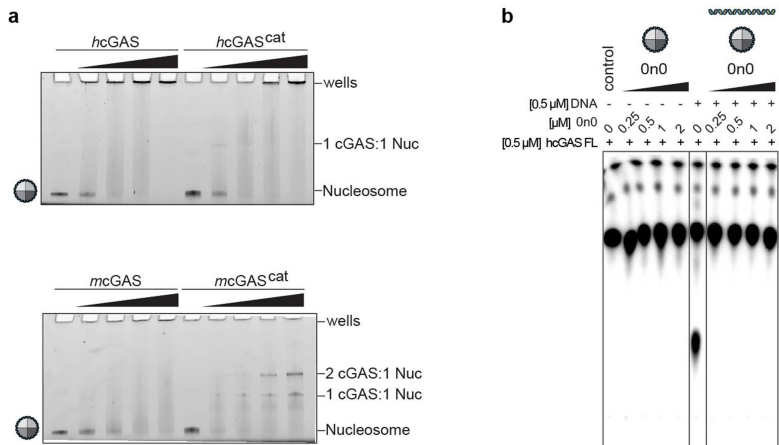 a
hcGAS hcGAScat
wells
1 cGAS:1 Nuc
Nucleosome
mcGAS mcGAScat
wells
2 cGAS:1 Nuc
1 cGAS:1 Nuc
Nucleosome
b
control
0n0 0n0
[0.5 µM] DNA - - - - - + + + + +
[µM] 0n0 0 0.25 0.5 1 2 0 0.25 0.5 1 2
[0.5 µM] hcGAS FL + + + + + + + + + +